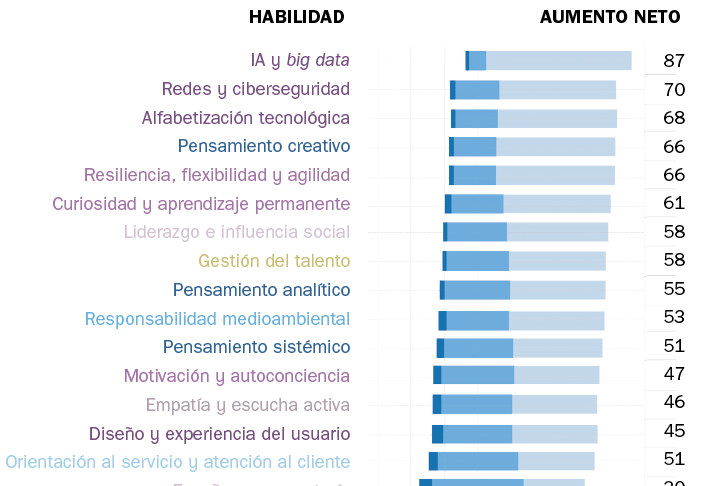 HABILIDAD AUMENTO NETO
IA y big data 87
Redes y ciberseguridad 70
Alfabetización tecnológica 68
Pensamiento creativo 66
Resiliencia, flexibilidad y agilidad 66
Curiosidad y aprendizaje permanente 61
Liderazgo e influencia social 58
Gestión del talento 58
Pensamiento analítico 55
Responsabilidad medioambiental 53
Pensamiento sistémico 51
Motivación y autoconciencia 47
Empatía y escucha activa 46
Diseño y experiencia del usuario 45
Orientación al servicio y atención al cliente 51